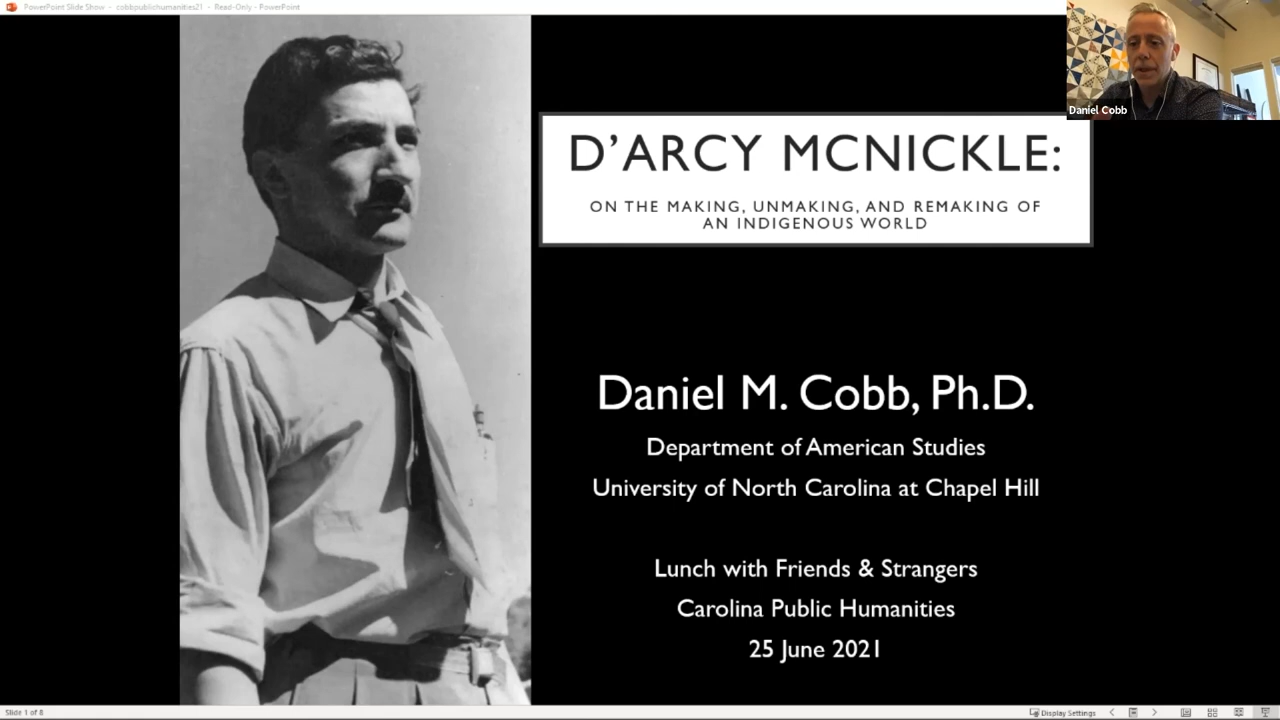 PowerPoint Slide Show - cobbpublichumanities21 - Read-Only - PowerPoint
Daniel Cobb
D'ARCY MCNICKLE:
ON THE MAKING, UNMAKING, AND REMAKING OF
AN INDIGENOUS WORLD
Daniel M. Cobb, Ph.D.
Department of American Studies
University of North Carolina at Chapel Hill
Lunch with Friends & Strangers
Carolina Public Humanities
25 June 2021
Slide 1 of 8
Display Settings